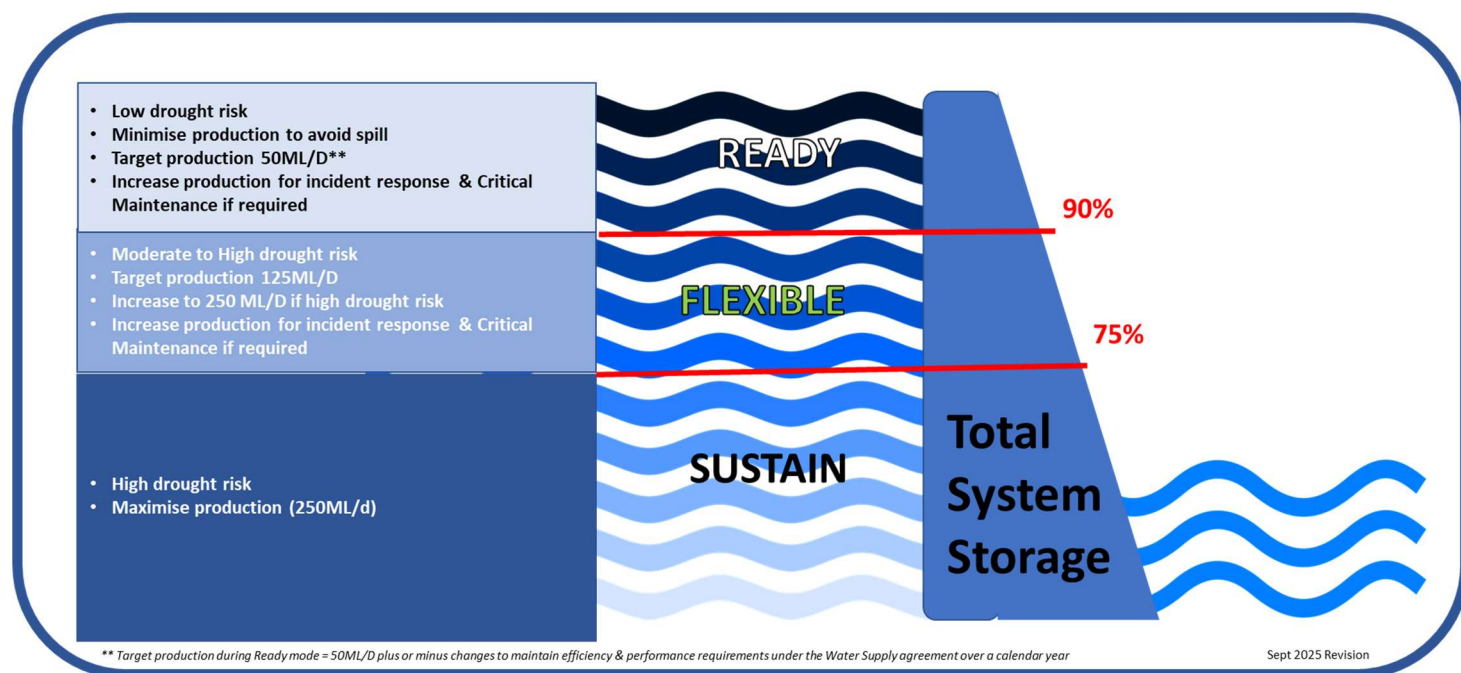 • Low drought risk
• Minimise production to avoid spill
• Target production 50ML/D**
• Increase production for incident response & Critical
Maintenance if required
READY
90%
• Moderate to High drought risk
• Target production 125ML/D
• Increase to 250 ML/D if high drought risk
• Increase production for incident response & Critical
Maintenance if required
FLEXIBLE
75%
• High drought risk
• Maximise production (250ML/d)
SUSTAIN
Total
System
Storage
** Target production during Ready mode = 50ML/D plus or minus changes to maintain efficiency & performance requirements under the Water Supply agreement over a calendar year
Sept 2025 Revision